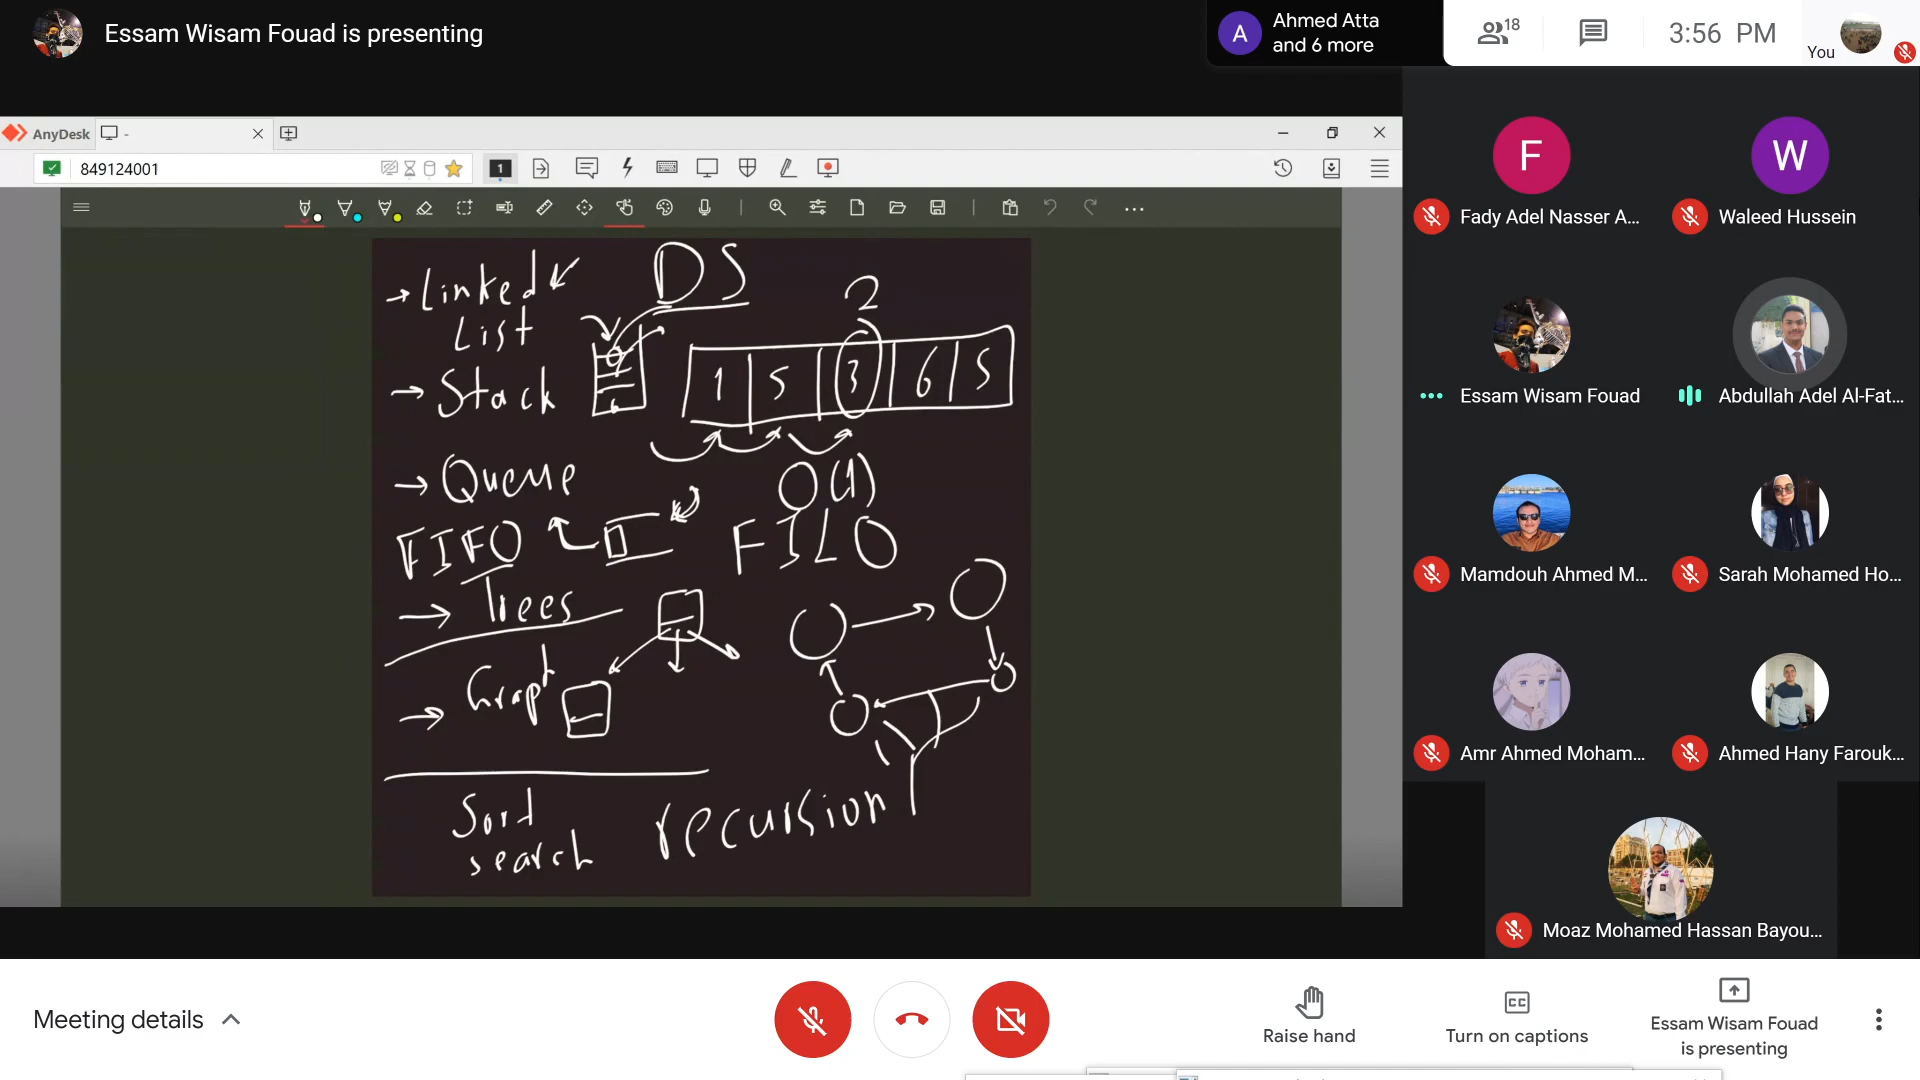 Essam Wisam Fouad is presenting
A
Ahmed Atta
and 6 more
18
3:56 PM
You
AnyDesk
-
849124001
1
→ Linked
List
DS
2
→ Stack
1 5 3 6 5
→ Queue
O(1)
FIFO
FILO
→ Trees
→ Graph
Sort
search
recursion
F
Fady Adel Nasser A...
W
Waleed Hussein
Essam Wisam Fouad
Abdullah Adel Al-Fat...
Mamdouh Ahmed M...
Sarah Mohamed Ho...
Amr Ahmed Moham...
Ahmed Hany Farouk...
Moaz Mohamed Hassan Bayou...
Meeting details
Raise hand
CC
Turn on captions
Essam Wisam Fouad
is presenting